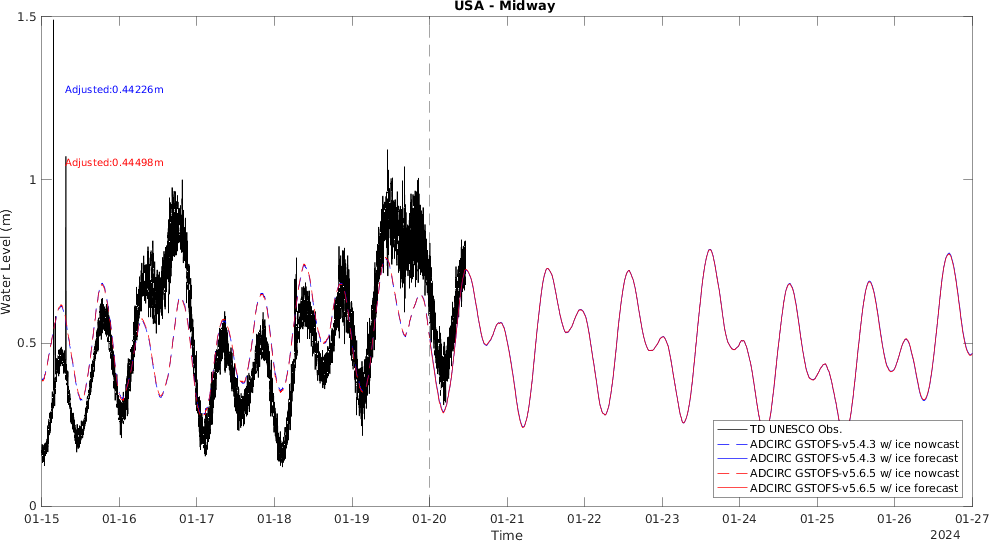 USA - Midway
1.5
Adjusted:0.44226m
Adjusted:0.44498m
1
Water Level (m)
0.5
TD UNESCO Obs.
ADCIRC GSTOFS-v5.4.3 w/ ice nowcast
ADCIRC GSTOFS-v5.4.3 w/ ice forecast
ADCIRC GSTOFS-v5.6.5 w/ ice nowcast
ADCIRC GSTOFS-v5.6.5 w/ ice forecast
0
01-15 01-16 01-17 01-18 01-19 01-20 01-21 01-22 01-23 01-24 01-25 01-26 01-27
Time
2024